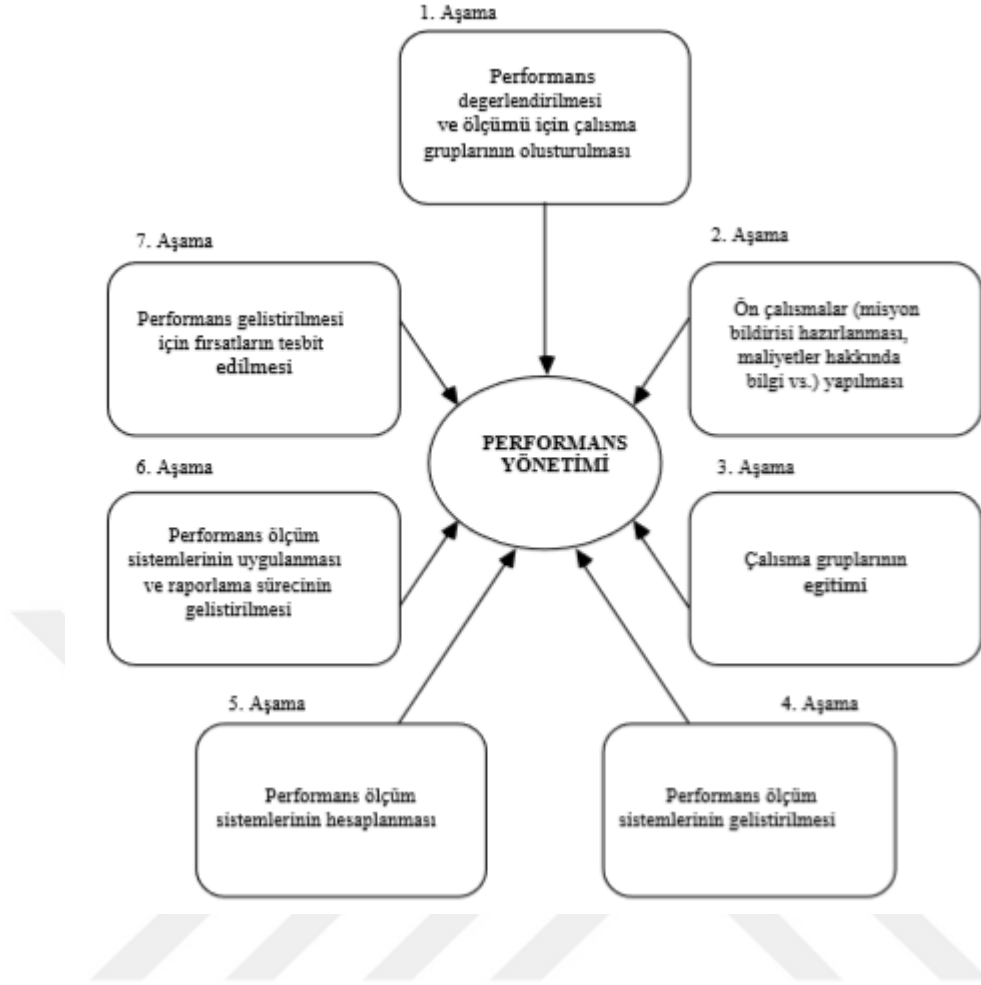 1. Aşama
Performans
degerlendirilmesi
ve ölçümü için çalısma
gruplarının olusturulması
7. Aşama
Performans gelistirilmesi
için fırsatların tesbit
edilmesi
2. Aşama
Ön çalısmalar (misyon
bildirisi hazırlanması,
maliyetler hakkında
bilgi vs.) yapılması
PERFORMANS
YÖNETİMİ
6. Aşama
Performans ölçüm
sistemlerinin uygulanması
ve raporlama sürecinin
gelistirilmesi
3. Aşama
Çalısma gruplarının
egitimi
5. Aşama
Performans ölçüm
sistemlerinin hesaplanması
4. Aşama
Performans ölçüm
sistemlerinin gelistirilmesi